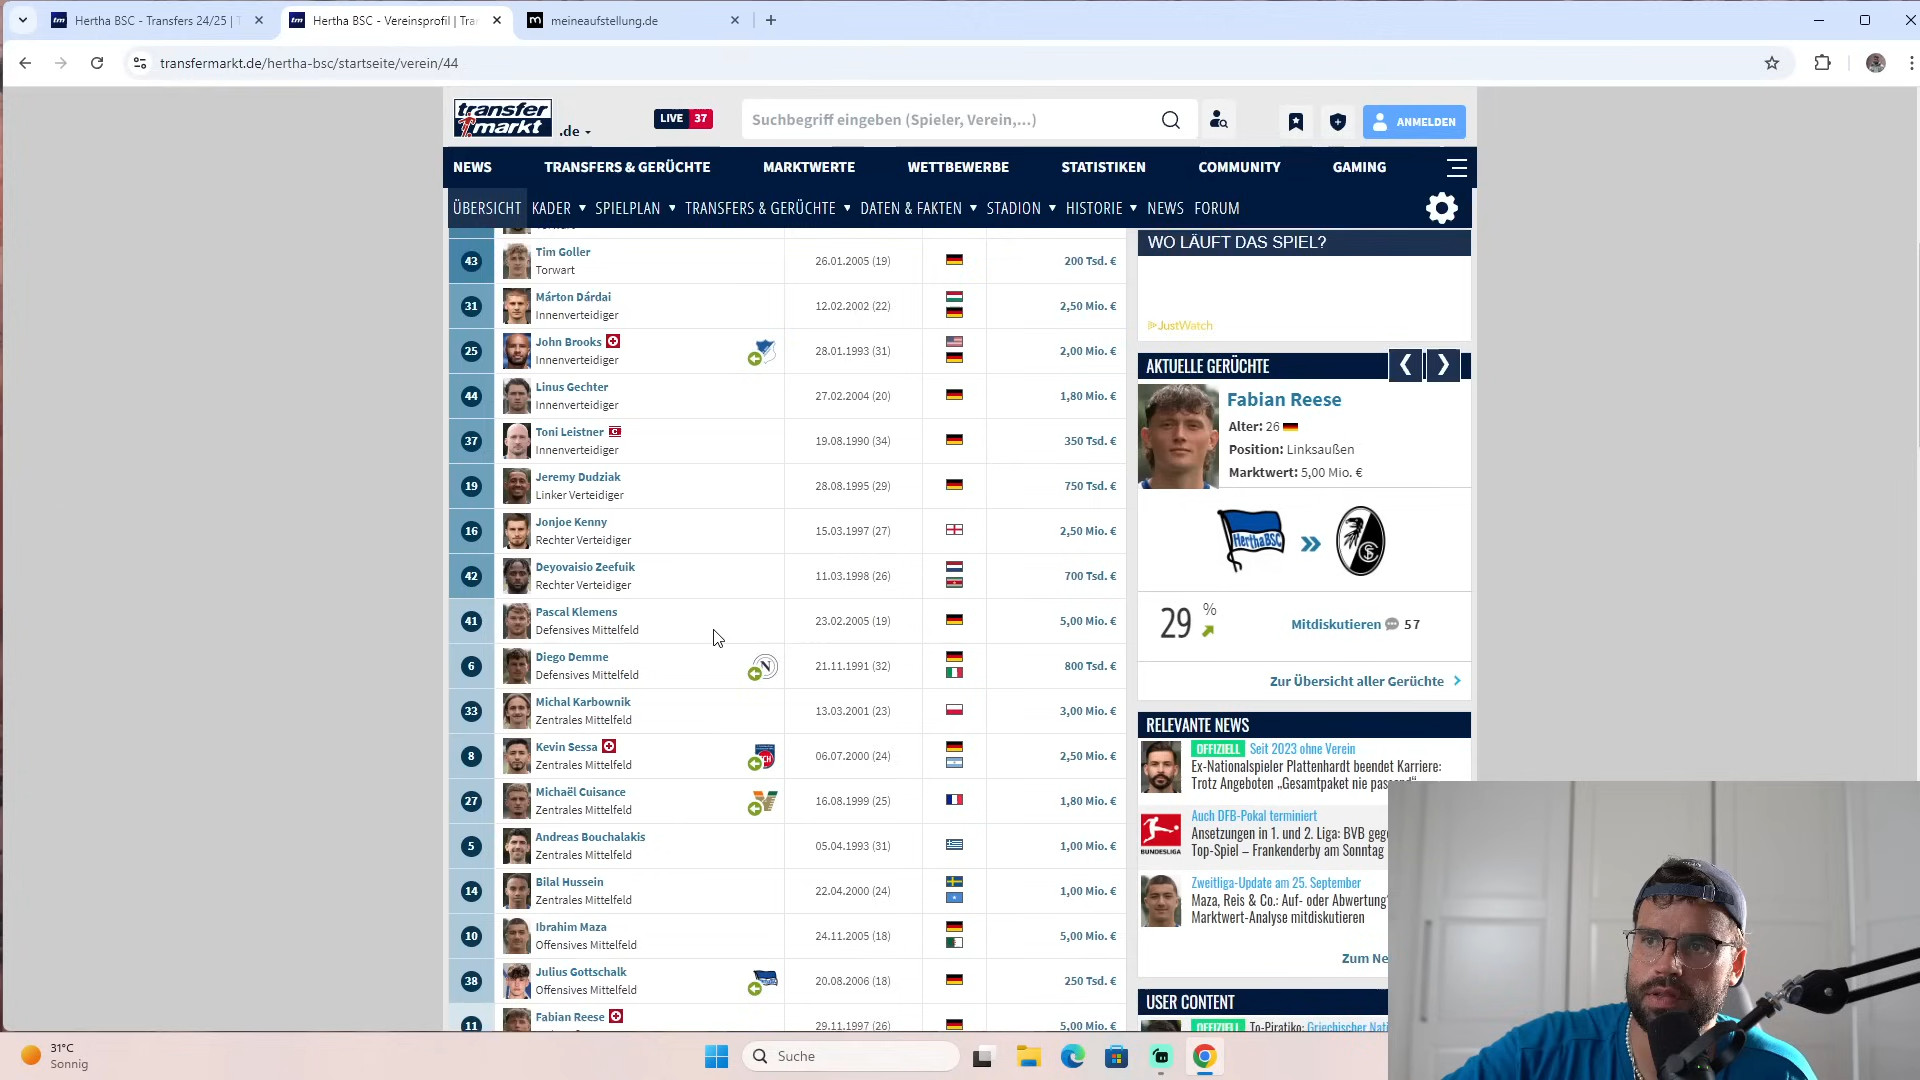 Hertha BSC - Transfers 24/25 | T
Hertha BSC - Vereinsprofil | Tra
meineaufstellung.de
transfermarkt.de/hertha-bsc/startseite/verein/44
transfer
markt
.de
LIVE 37
Suchbegriff eingeben (Spieler, Verein,...)
ANMELDEN
NEWS TRANSFERS & GERÜCHTE MARKTWERTE WETTBEWERBE STATISTIKEN COMMUNITY GAMING
ÜBERSICHT KADER SPIELPLAN TRANSFERS & GERÜCHTE DATEN & FAKTEN STADION HISTORIE NEWS FORUM
43 Tim Goller 26.01.2005 (19) 200 Tsd. €
Torwart
31 Márton Dárdai 12.02.2002 (22) 2,50 Mio. €
Innenverteidiger
25 John Brooks 28.01.1993 (31) 2,00 Mio. €
Innenverteidiger
44 Linus Gechter 27.02.2004 (20) 1,80 Mio. €
Innenverteidiger
37 Toni Leistner 19.08.1990 (34) 350 Tsd. €
Innenverteidiger
19 Jeremy Dudziak 28.08.1995 (29) 750 Tsd. €
Linker Verteidiger
16 Jonjoe Kenny 15.03.1997 (27) 2,50 Mio. €
Rechter Verteidiger
42 Deyovaisio Zeefuik 11.03.1998 (26) 700 Tsd. €
Rechter Verteidiger
41 Pascal Klemens 23.02.2005 (19) 5,00 Mio. €
Defensives Mittelfeld
6 Diego Demme N 21.11.1991 (32) 800 Tsd. €
Defensives Mittelfeld
33 Michal Karbownik 13.03.2001 (23) 3,00 Mio. €
Zentrales Mittelfeld
8 Kevin Sessa 06.07.2000 (24) 2,50 Mio. €
Zentrales Mittelfeld
27 Michaël Cuisance 16.08.1999 (25) 1,80 Mio. €
Zentrales Mittelfeld
5 Andreas Bouchalakis 05.04.1993 (31) 1,00 Mio. €
Zentrales Mittelfeld
14 Bilal Hussein 22.04.2000 (24) 1,00 Mio. €
Zentrales Mittelfeld
10 Ibrahim Maza 24.11.2005 (18) 5,00 Mio. €
Offensives Mittelfeld
38 Julius Gottschalk 20.08.2006 (18) 250 Tsd. €
Offensives Mittelfeld
11 Fabian Reese 29.11.1997 (26) 5,00 Mio. €
WO LÄUFT DAS SPIEL?
JustWatch
AKTUELLE GERÜCHTE
Fabian Reese
Alter: 26
Position: Linksaußen
Marktwert: 5,00 Mio. €
Hertha BSC
29 %
Mitdiskutieren 57
Zur Übersicht aller Gerüchte
RELEVANTE NEWS
OFFIZIELL Seit 2023 ohne Verein
Ex-Nationalspieler Plattenhardt beendet Karriere:
Trotz Angeboten „Gesamtpaket nie
BUNDESLIGA
Auch DFB-Pokal terminiert
Ansetzungen in 1. und 2. Liga: BVB geg
Top-Spiel – Frankenderby am Sonntag
Zweitliga-Update am 25. September
Maza, Reis & Co.: Auf- oder Abwertung
Marktwert-Analyse mitdiskutieren
Zum Ne
USER CONTENT
OFFIZIELL To-Piratiko: Griechischer Nati
31°C
Sonnig
Suche